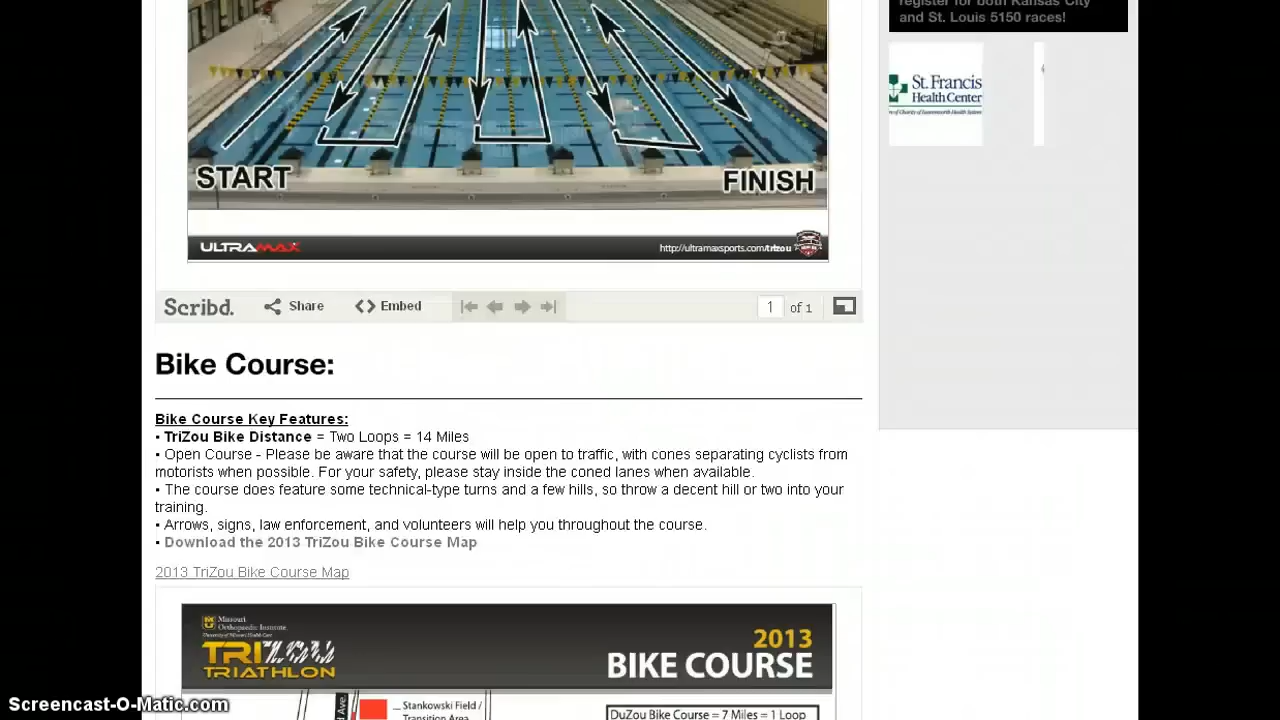 register for both Kansas City
and St. Louis 5150 races!
St. Francis
Health Center
START
FINISH
ULTRAMAX
http://ultramaxsports.com/trizou
Scribd.
Share
Embed
1 of 1
Bike Course:
Bike Course Key Features:
• TriZou Bike Distance = Two Loops = 14 Miles
• Open Course - Please be aware that the course will be open to traffic, with cones separating cyclists from
motorists when possible. For your safety, please stay inside the coned lanes when available.
• The course does feature some technical-type turns and a few hills, so throw a decent hill or two into your
training.
• Arrows, signs, law enforcement, and volunteers will help you throughout the course.
• Download the 2013 TriZou Bike Course Map
2013 TriZou Bike Course Map
Missouri
Orthopaedic Institute
TRIZOU
TRIATHLON
2013
BIKE COURSE
Stankowski Field /
Transition Area
DuZou Bike Course = 7 Miles = 1 Loop
Screencast-O-Matic.com